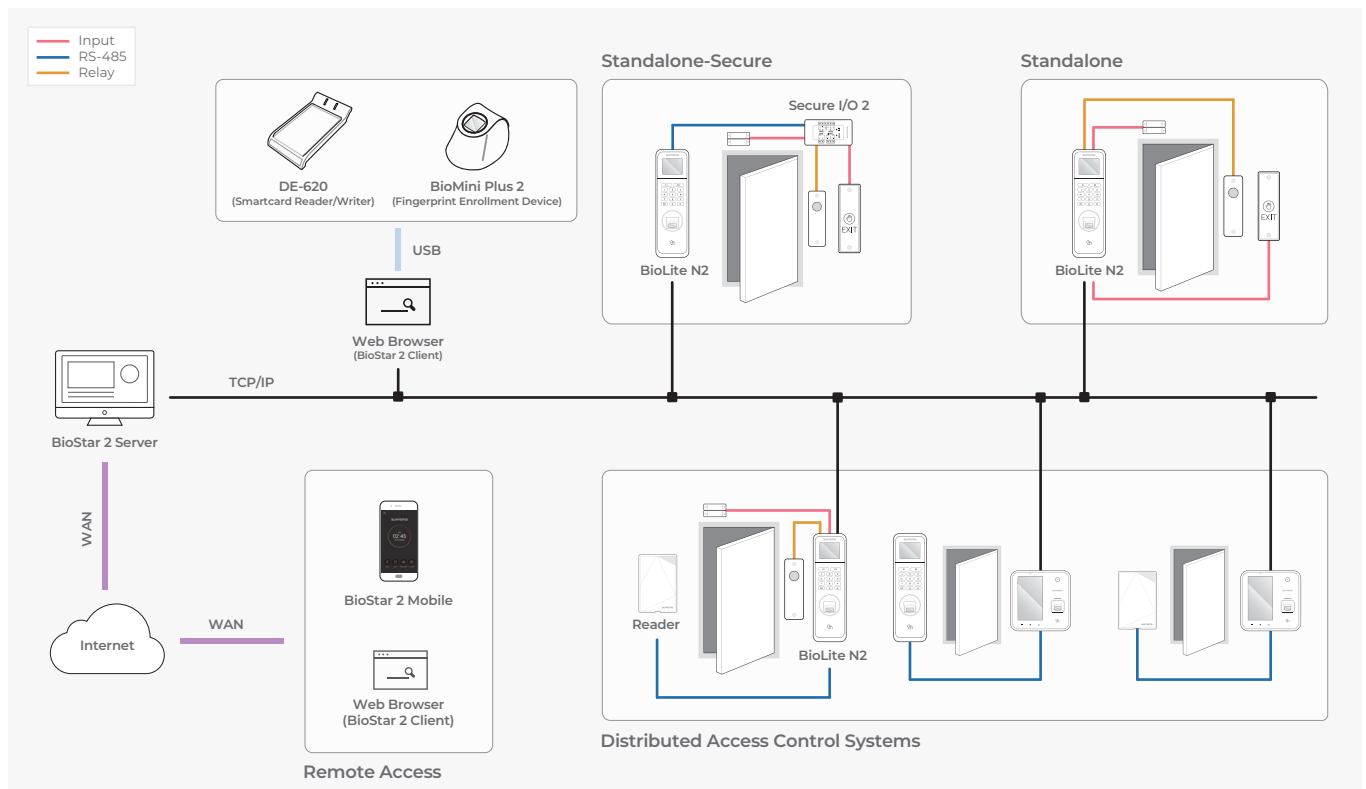 Input
RS-485
Relay
Standalone-Secure
Standalone
Secure I/O 2
DE-620
(Smartcard Reader/Writer)
BioMini Plus 2
(Fingerprint Enrollment Device)
EXIT
EXIT
USB
BioLite N2
BioLite N2
Web Browser
(BioStar 2 Client)
TCP/IP
BioStar 2 Server
WAN
02:45
BioStar 2 Mobile
Internet
WAN
Reader
BioLite N2
Web Browser
(BioStar 2 Client)
Distributed Access Control Systems
Remote Access